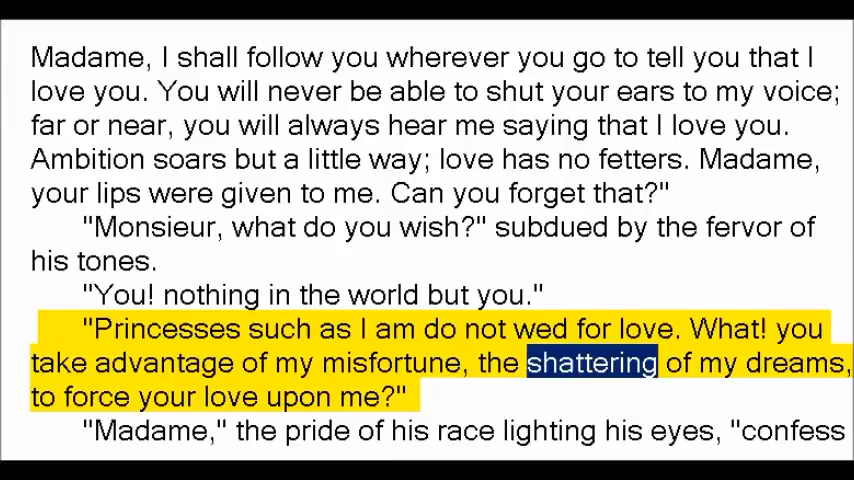 Madame, I shall follow you wherever you go to tell you that I
love you. You will never be able to shut your ears to my voice;
far or near, you will always hear me saying that I love you.
Ambition soars but a little way; love has no fetters. Madame,
your lips were given to me. Can you forget that?"
"Monsieur, what do you wish?" subdued by the fervor of
his tones.
"You! nothing in the world but you."
"Princesses such as I am do not wed for love. What! you
take advantage of my misfortune, the shattering of my dreams,
to force your love upon me?"
"Madame," the pride of his race lighting his eyes, "confess